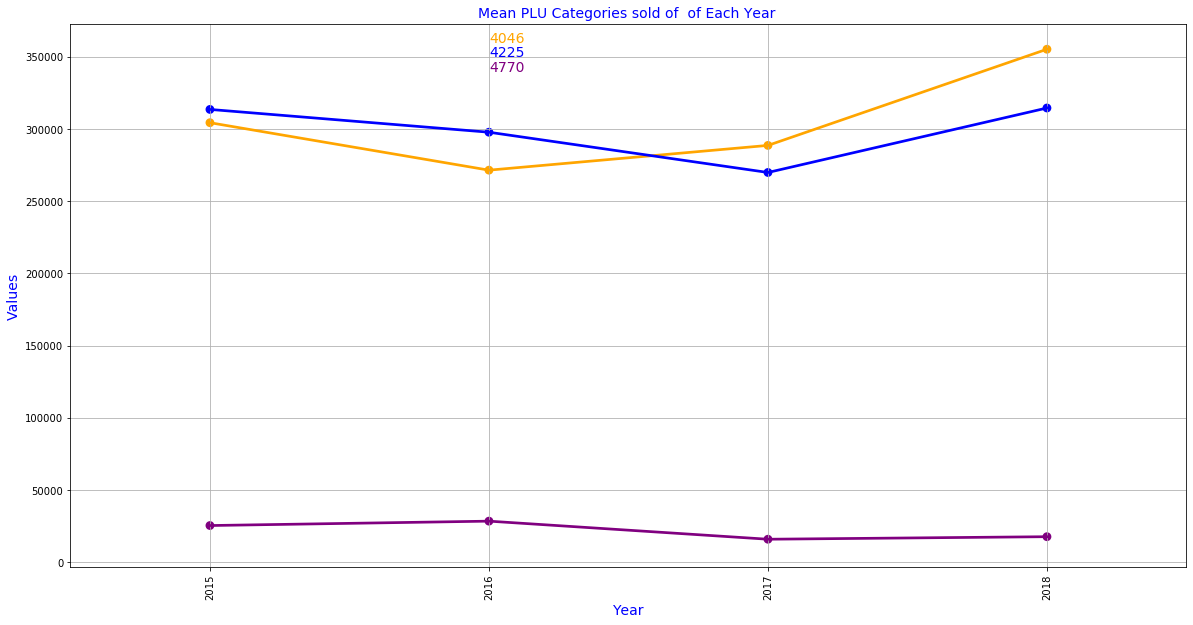 Mean PLU Categories sold of  of Each Year
4046
4225
4770
350000
300000
250000
200000
150000
100000
50000
0
Values
2015 2016 2017 2018
Year